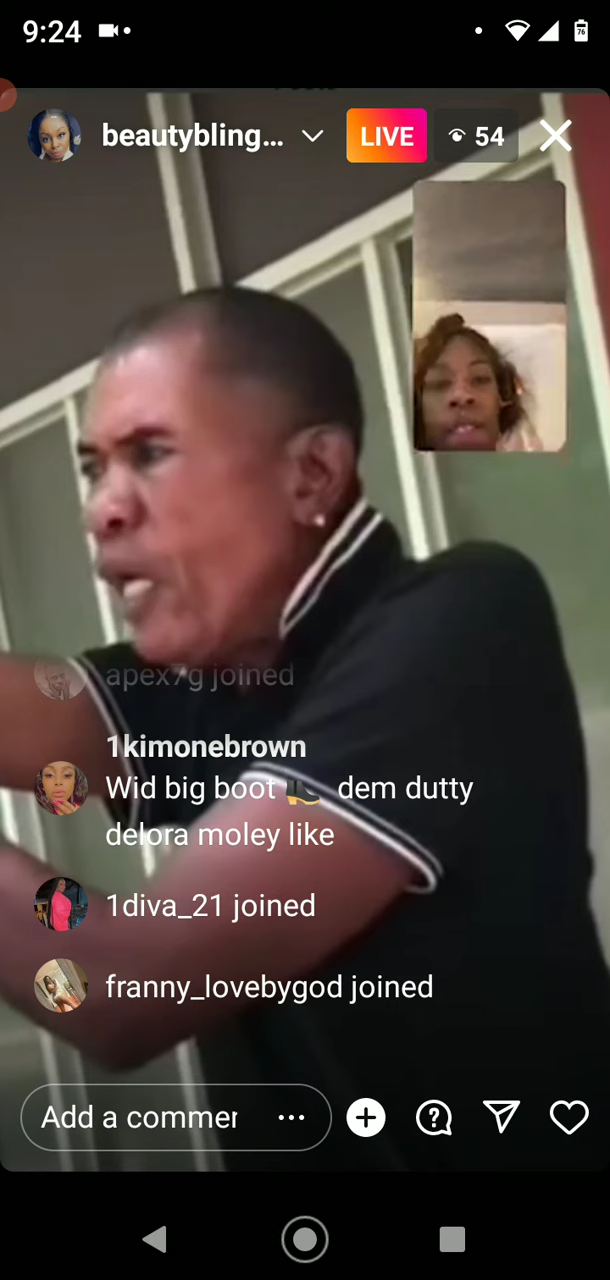 9:24
76
beautybling...
LIVE
54
apex7g joined
1kimonebrown
Wid big boot 👢 dem dutty
delora moley like
1diva_21 joined
franny_lovebygod joined
Add a commer